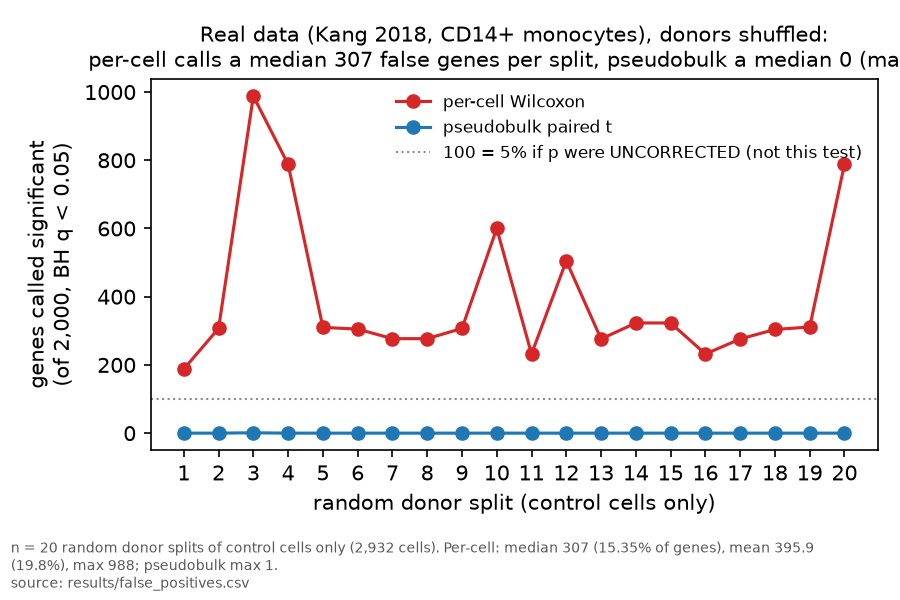 Real data (Kang 2018, CD14+ monocytes), donors shuffled:
per-cell calls a median 307 false genes per split, pseudobulk a median 0 (ma
per-cell Wilcoxon
pseudobulk paired t
100 = 5% if p were UNCORRECTED (not this test)
genes called significant
(of 2,000, BH q < 0.05)
1000
800
600
400
200
0
1 2 3 4 5 6 7 8 9 10 11 12 13 14 15 16 17 18 19 20
random donor split (control cells only)
n = 20 random donor splits of control cells only (2,932 cells). Per-cell: median 307 (15.35% of genes), mean 395.9
(19.8%), max 988; pseudobulk max 1.
source: results/false_positives.csv